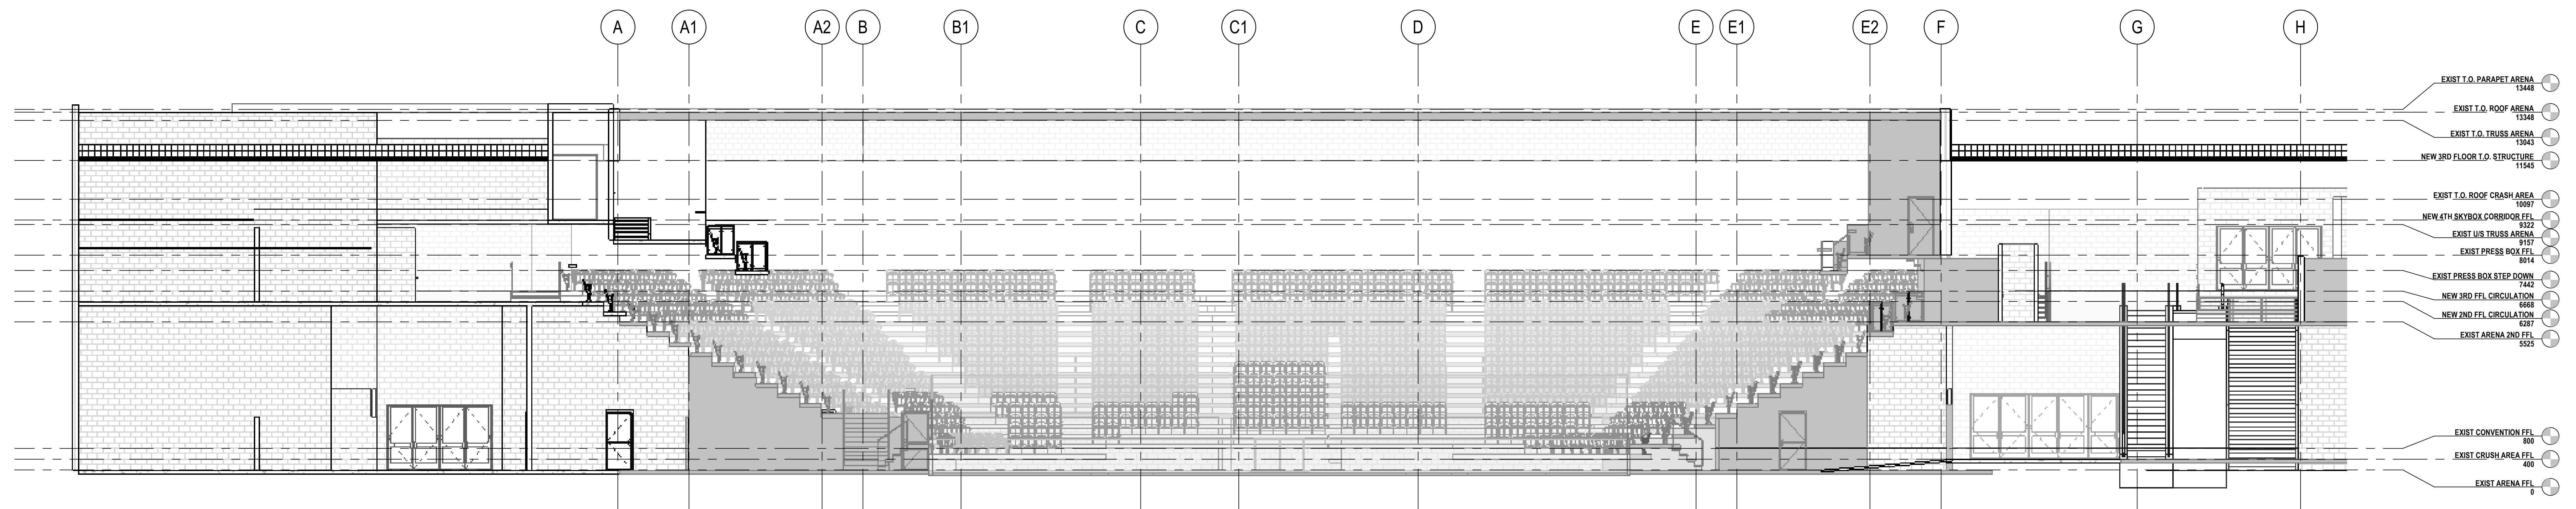 A A1 A2 B B1 C C1 D E E1 E2 F G H
EXIST T.O. PARAPET ARENA
13448
EXIST T.O. ROOF ARENA
13348
EXIST T.O. TRUSS ARENA
13043
NEW 3RD FLOOR T.O. STRUCTURE
11545
EXIST T.O. ROOF CRASH AREA
10097
NEW 4TH SKYBOX CORRIDOR FFL
9322
EXIST U/S TRUSS ARENA
9157
EXIST PRESS BOX FFL
8014
EXIST PRESS BOX STEP DOWN
7442
NEW 3RD FFL CIRCULATION
6668
NEW 2ND FFL CIRCULATION
6287
EXIST ARENA 2ND FFL
5525
EXIST CONVENTION FFL
800
EXIST CRUSH AREA FFL
400
EXIST ARENA FFL
0